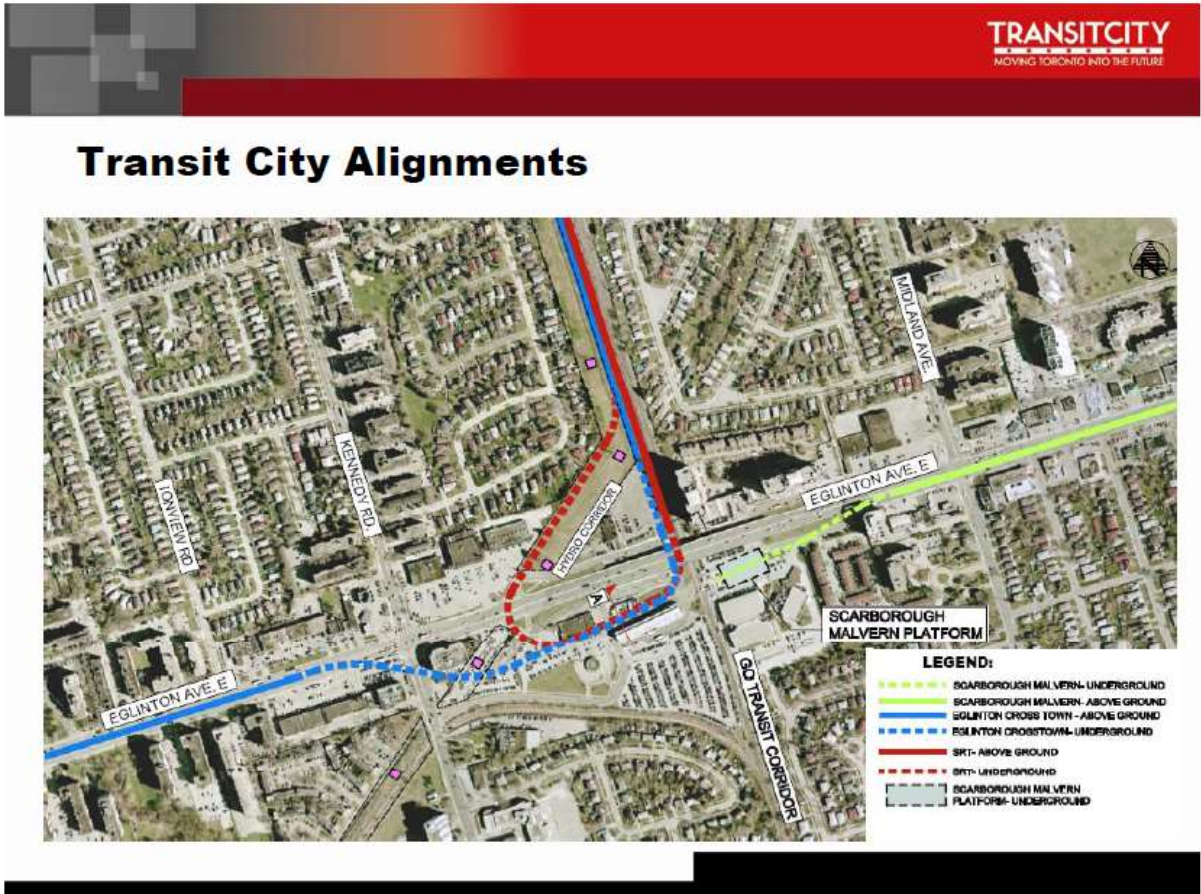 TRANSITCITY
MOVING TORONTO INTO THE FUTURE
Transit City Alignments
MIDLAND AVE.
KENNEDY RD.
IONVIEW RD
HYDRO CORRIDOR
EGLINTON AVE. E
A
SCARBOROUGH
MALVERN PLATFORM
EGLINTON AVE. E
GO TRANSIT CORRIDOR
LEGEND:
SCARBOROUGH MALVERN- UNDERGROUND
SCARBOROUGH MALVERN- ABOVE GROUND
EGLINTON CROSS TOWN - ABOVE GROUND
EGLINTON CROSSTOWN- UNDERGROUND
SRT- ABOVE GROUND
SRT- UNDERGROUND
SCARBOROUGH MALVERN
PLATFORM- UNDERGROUND